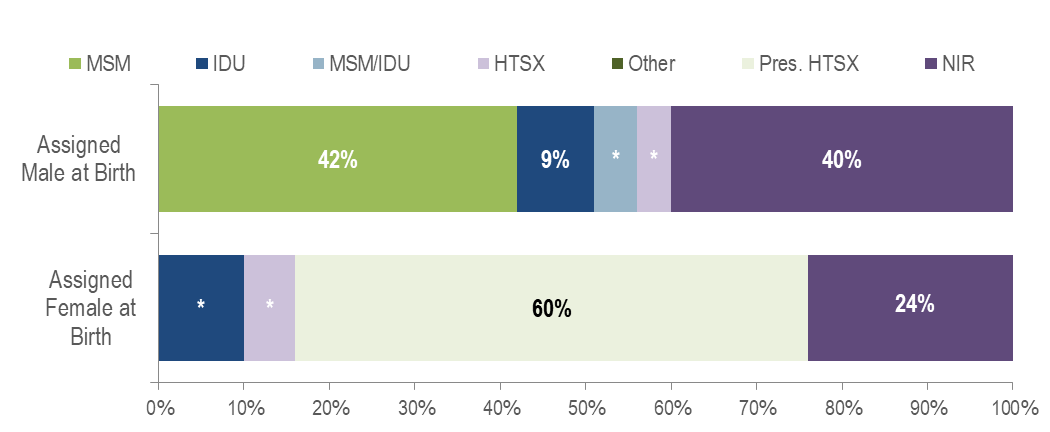 MSM IDU MSM/IDU HTSX Other Pres. HTSX NIR
Assigned
Male at Birth
42% 9% * * 40%
Assigned
Female at
Birth
* * 60% 24%
0% 10% 20% 30% 40% 50% 60% 70% 80% 90% 100%